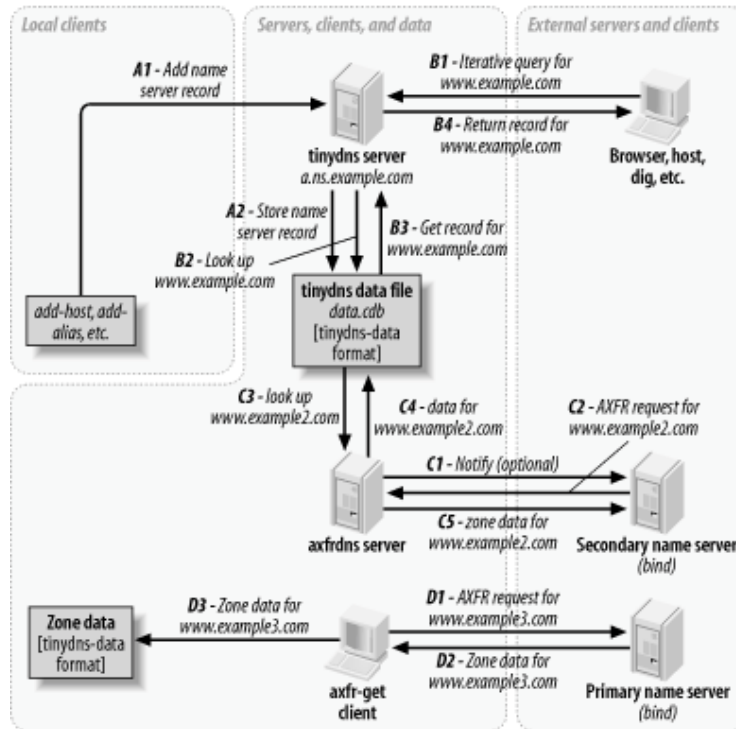 Local clients
Servers, clients, and data
External servers and clients
A1 - Add name
server record
B1 - Iterative query for
www.example.com
B4 - Return record for
www.example.com
tinydns server
a.ns.example.com
Browser, host,
dig, etc.
A2 - Store name
server record
B3 - Get record for
www.example.com
B2 - Look up
www.example.com
add-host, add-
alias, etc.
tinydns data file
data.cdb
[tinydns-data
format]
C3 - look up
www.example2.com
C4 - data for
www.example2.com
C2 - AXFR request for
www.example2.com
C1 - Notify (optional)
C5 - zone data for
www.example2.com
axfrdns server
Secondary name server
(bind)
Zone data
[tinydns-data
format]
D3 - Zone data for
www.example3.com
D1 - AXFR request for
www.example3.com
D2 - Zone data for
www.example3.com
axfr-get
client
Primary name server
(bind)